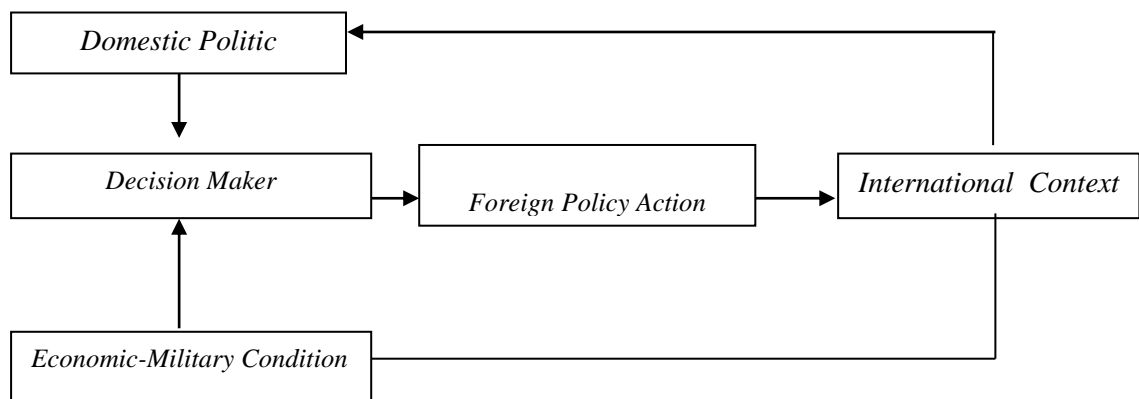 Domestic Politic
Decision Maker
Foreign Policy Action
International Context
Economic-Military Condition